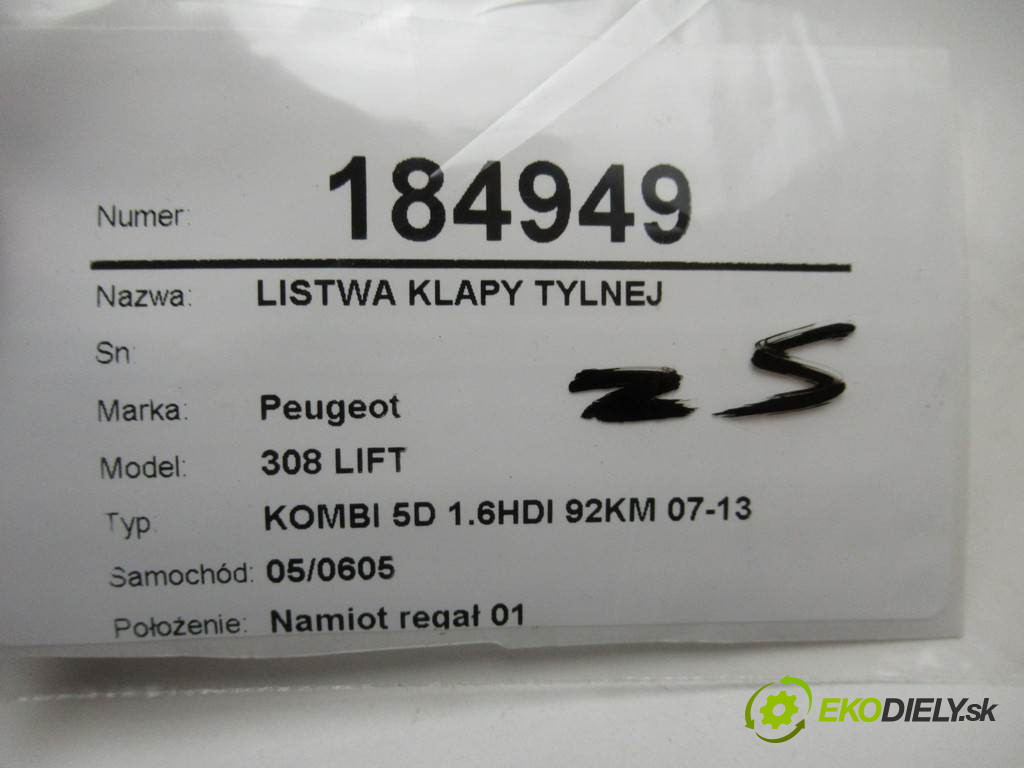 Numer: 184949
Nazwa: LISTWA KLAPY TYLNEJ
Sn:
Marka: Peugeot
Model: 308 LIFT
Typ: KOMBI 5D 1.6HDI 92KM 07-13
Samochód: 05/0605
Położenie: Namiot regał 01
EKODIELY.sk